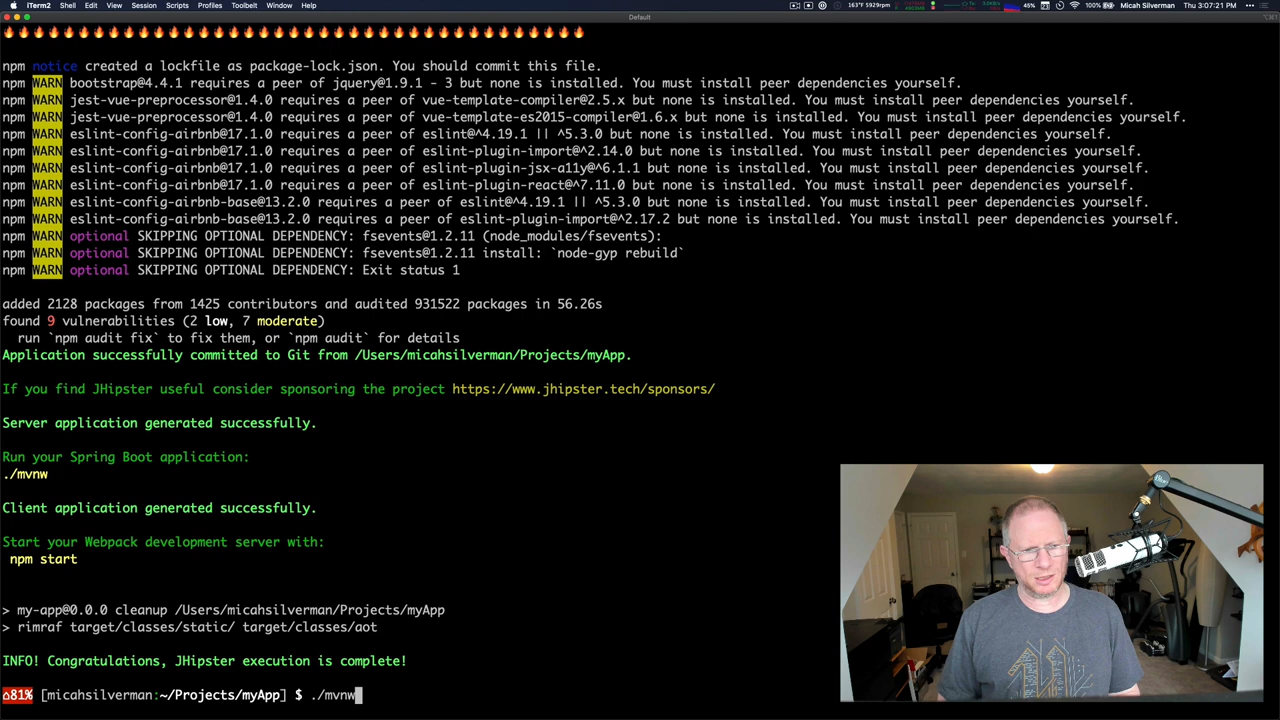 iTerm2 Shell Edit View Session Scripts Profiles Toolbelt Window Help 163°F 5929rpm 45% 100% Micah Silverman Thu 3:07:21 PM
Default
npm notice created a lockfile as package-lock.json. You should commit this file.
npm WARN bootstrap@4.4.1 requires a peer of jquery@1.9.1 - 3 but none is installed. You must install peer dependencies yourself.
npm WARN jest-vue-preprocessor@1.4.0 requires a peer of vue-template-compiler@2.5.x but none is installed. You must install peer dependencies yourself.
npm WARN jest-vue-preprocessor@1.4.0 requires a peer of vue-template-es2015-compiler@1.6.x but none is installed. You must install peer dependencies yourself.
npm WARN eslint-config-airbnb@17.1.0 requires a peer of eslint@^4.19.1 || ^5.3.0 but none is installed. You must install peer dependencies yourself.
npm WARN eslint-config-airbnb@17.1.0 requires a peer of eslint-plugin-import@^2.14.0 but none is installed. You must install peer dependencies yourself.
npm WARN eslint-config-airbnb@17.1.0 requires a peer of eslint-plugin-jsx-a11y@^6.1.1 but none is installed. You must install peer dependencies yourself.
npm WARN eslint-config-airbnb@17.1.0 requires a peer of eslint-plugin-react@^7.11.0 but none is installed. You must install peer dependencies yourself.
npm WARN eslint-config-airbnb-base@13.2.0 requires a peer of eslint@^4.19.1 || ^5.3.0 but none is installed. You must install peer dependencies yourself.
npm WARN eslint-config-airbnb-base@13.2.0 requires a peer of eslint-plugin-import@^2.17.2 but none is installed. You must install peer dependencies yourself.
npm WARN optional SKIPPING OPTIONAL DEPENDENCY: fsevents@1.2.11 (node_modules/fsevents):
npm WARN optional SKIPPING OPTIONAL DEPENDENCY: fsevents@1.2.11 install: `node-gyp rebuild`
npm WARN optional SKIPPING OPTIONAL DEPENDENCY: Exit status 1
added 2128 packages from 1425 contributors and audited 931522 packages in 56.26s
found 9 vulnerabilities (2 low, 7 moderate)
run `npm audit fix` to fix them, or `npm audit` for details
Application successfully committed to Git from /Users/micahsilverman/Projects/myApp.
If you find JHipster useful consider sponsoring the project https://www.jhipster.tech/sponsors/
Server application generated successfully.
Run your Spring Boot application:
./mvnw
Client application generated successfully.
Start your Webpack development server with:
npm start
> my-app@0.0.0 cleanup /Users/micahsilverman/Projects/myApp
> rimraf target/classes/static/ target/classes/aot
INFO! Congratulations, JHipster execution is complete!
⌂81% [micahsilverman:~/Projects/myApp] $ ./mvnw